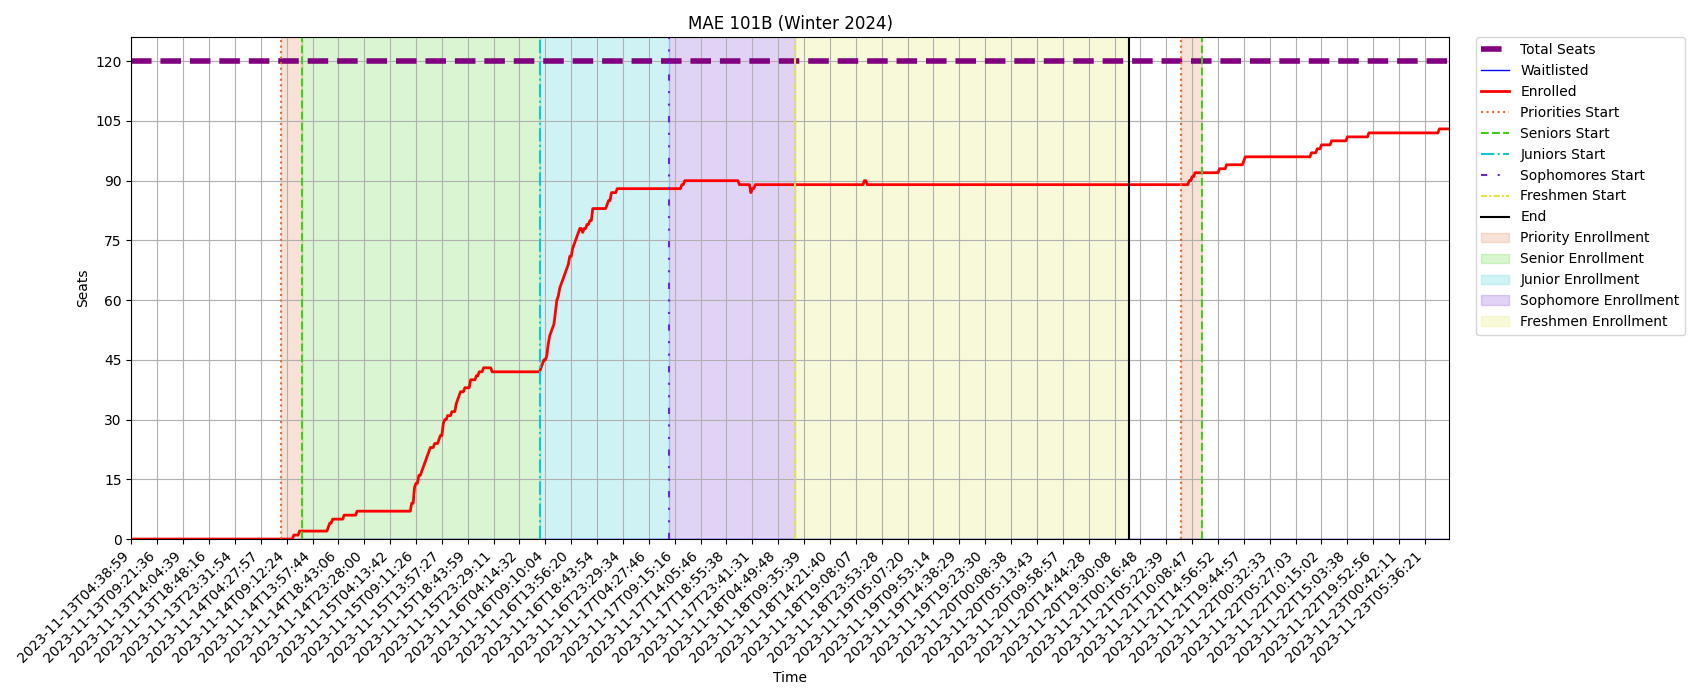 MAE 101B (Winter 2024)
Seats
120
105
90
75
60
45
30
15
0
2023-11-13T04:38:59
2023-11-13T09:21:36
2023-11-13T14:04:39
2023-11-13T18:48:16
2023-11-13T23:31:54
2023-11-14T04:27:57
2023-11-14T09:12:24
2023-11-14T13:57:44
2023-11-14T18:43:06
2023-11-14T23:28:00
2023-11-15T04:13:42
2023-11-15T09:11:26
2023-11-15T13:57:27
2023-11-15T18:43:59
2023-11-15T23:29:11
2023-11-16T04:14:32
2023-11-16T09:10:04
2023-11-16T13:56:20
2023-11-16T18:43:54
2023-11-16T23:29:34
2023-11-17T04:27:46
2023-11-17T09:15:16
2023-11-17T14:05:46
2023-11-17T18:55:38
2023-11-17T23:41:31
2023-11-18T04:49:48
2023-11-18T09:35:39
2023-11-18T14:21:40
2023-11-18T19:08:07
2023-11-18T23:53:28
2023-11-19T05:07:20
2023-11-19T09:53:14
2023-11-19T14:38:29
2023-11-19T19:23:30
2023-11-20T00:08:38
2023-11-20T05:13:43
2023-11-20T09:58:57
2023-11-20T14:44:28
2023-11-20T19:30:08
2023-11-21T00:16:48
2023-11-21T05:22:39
2023-11-21T10:08:47
2023-11-21T14:56:52
2023-11-21T19:44:57
2023-11-22T00:32:33
2023-11-22T05:27:03
2023-11-22T10:15:02
2023-11-22T15:03:38
2023-11-22T19:52:56
2023-11-23T00:42:11
2023-11-23T05:36:21
Time
Total Seats
Waitlisted
Enrolled
Priorities Start
Seniors Start
Juniors Start
Sophomores Start
Freshmen Start
End
Priority Enrollment
Senior Enrollment
Junior Enrollment
Sophomore Enrollment
Freshmen Enrollment